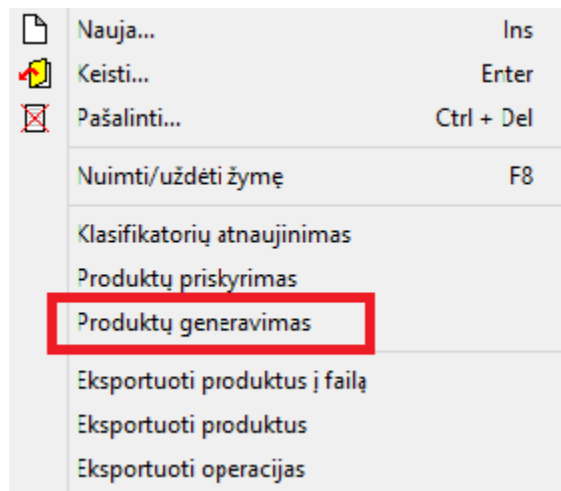 Nauja... Ins
Keisti... Enter
Pašalinti... Ctrl + Del
Nuimti/uždėti žymę F8
Klasifikatorių atnaujinimas
Produktų priskyrimas
Produktų generavimas
Eksportuoti produktus į failą
Eksportuoti produktus
Eksportuoti operacijas